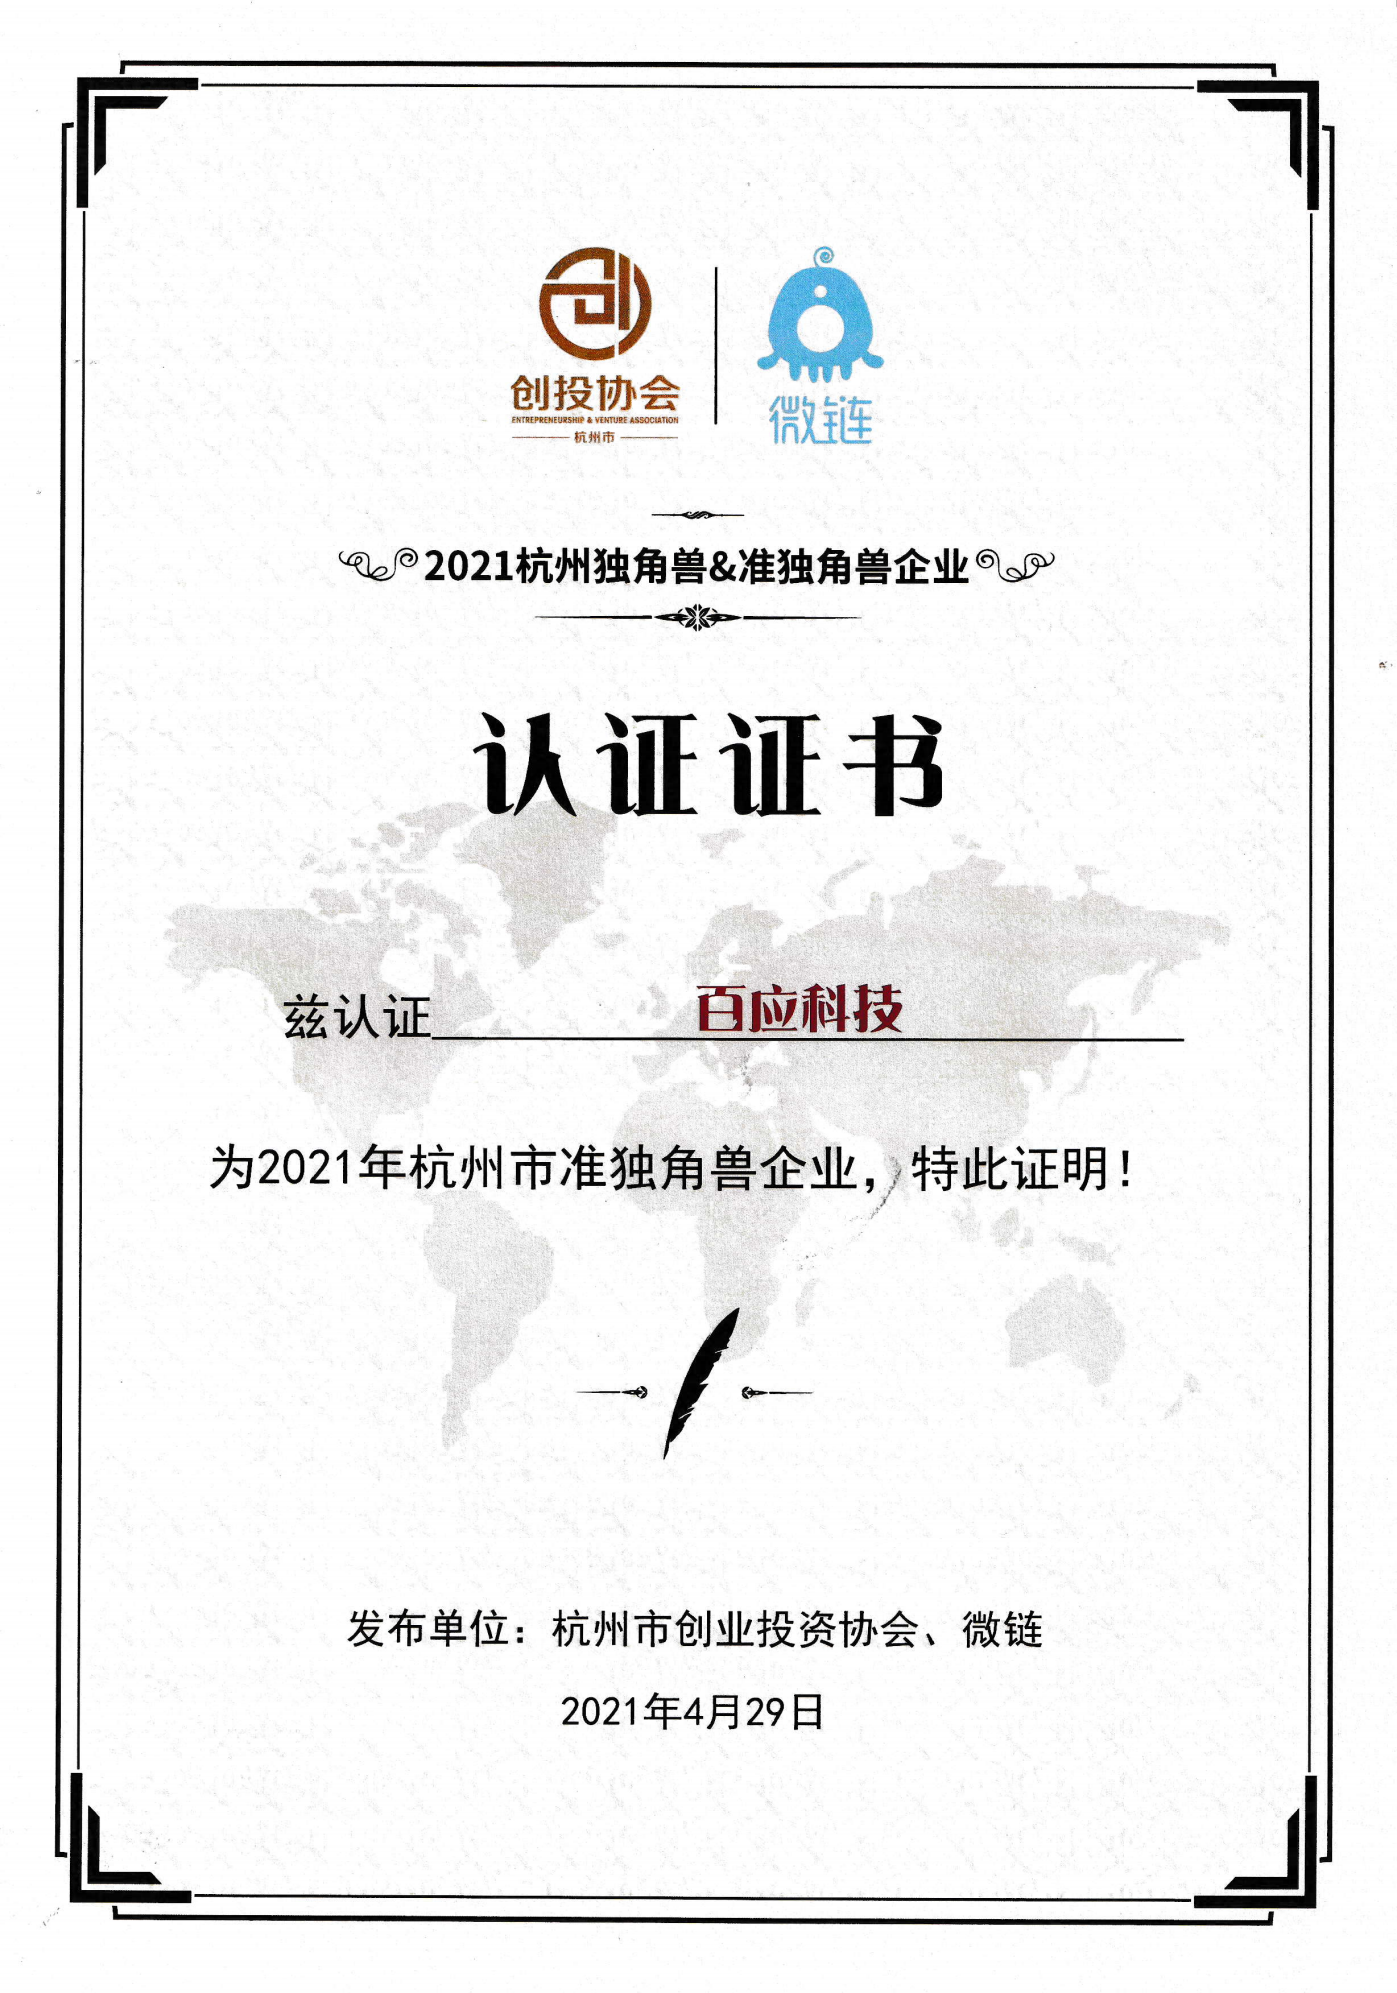 创投协会
ENTREPRENEURSHIP & VENTURE ASSOCIATION
杭州市
微链
2021杭州独角兽&准独角兽企业
认证证书
兹认证 百应科技
为2021年杭州市准独角兽企业，特此证明！
发布单位：杭州市创业投资协会、微链
2021年4月29日